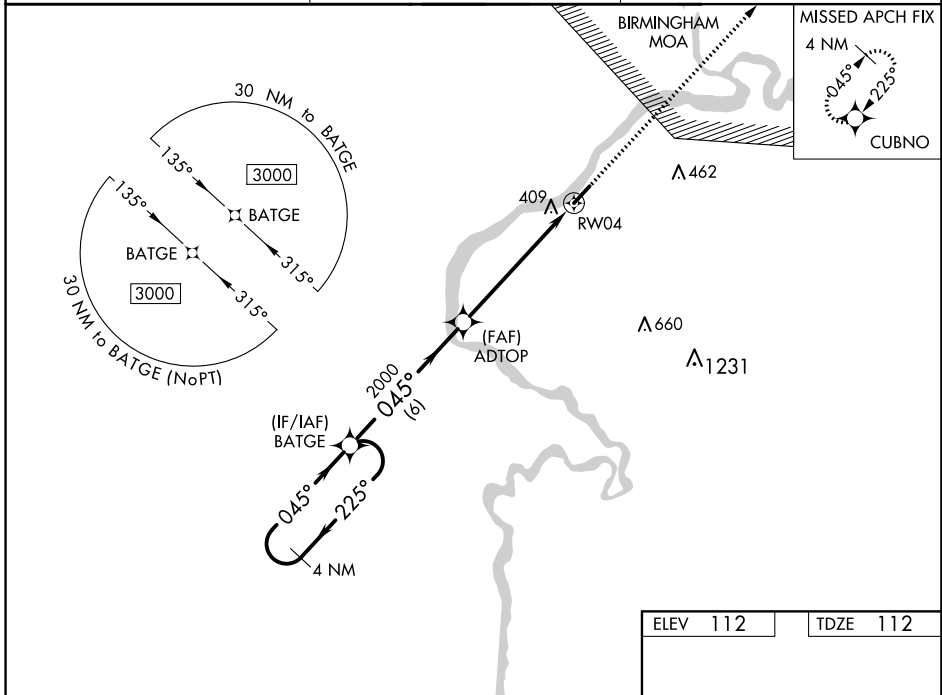 BIRMINGHAM
MOA
MISSED APCH FIX
4 NM
045°
225°
CUBNO
30 NM to BATGE
135°
3000
BATGE
315°
135°
BATGE
3000
315°
30 NM to BATGE (NoPT)
462
409
RW04
660
1231
(FAF)
ADTOP
2000
045°
(6)
(IF/IAF)
BATGE
045°
225°
4 NM
ELEV 112
TDZE 112